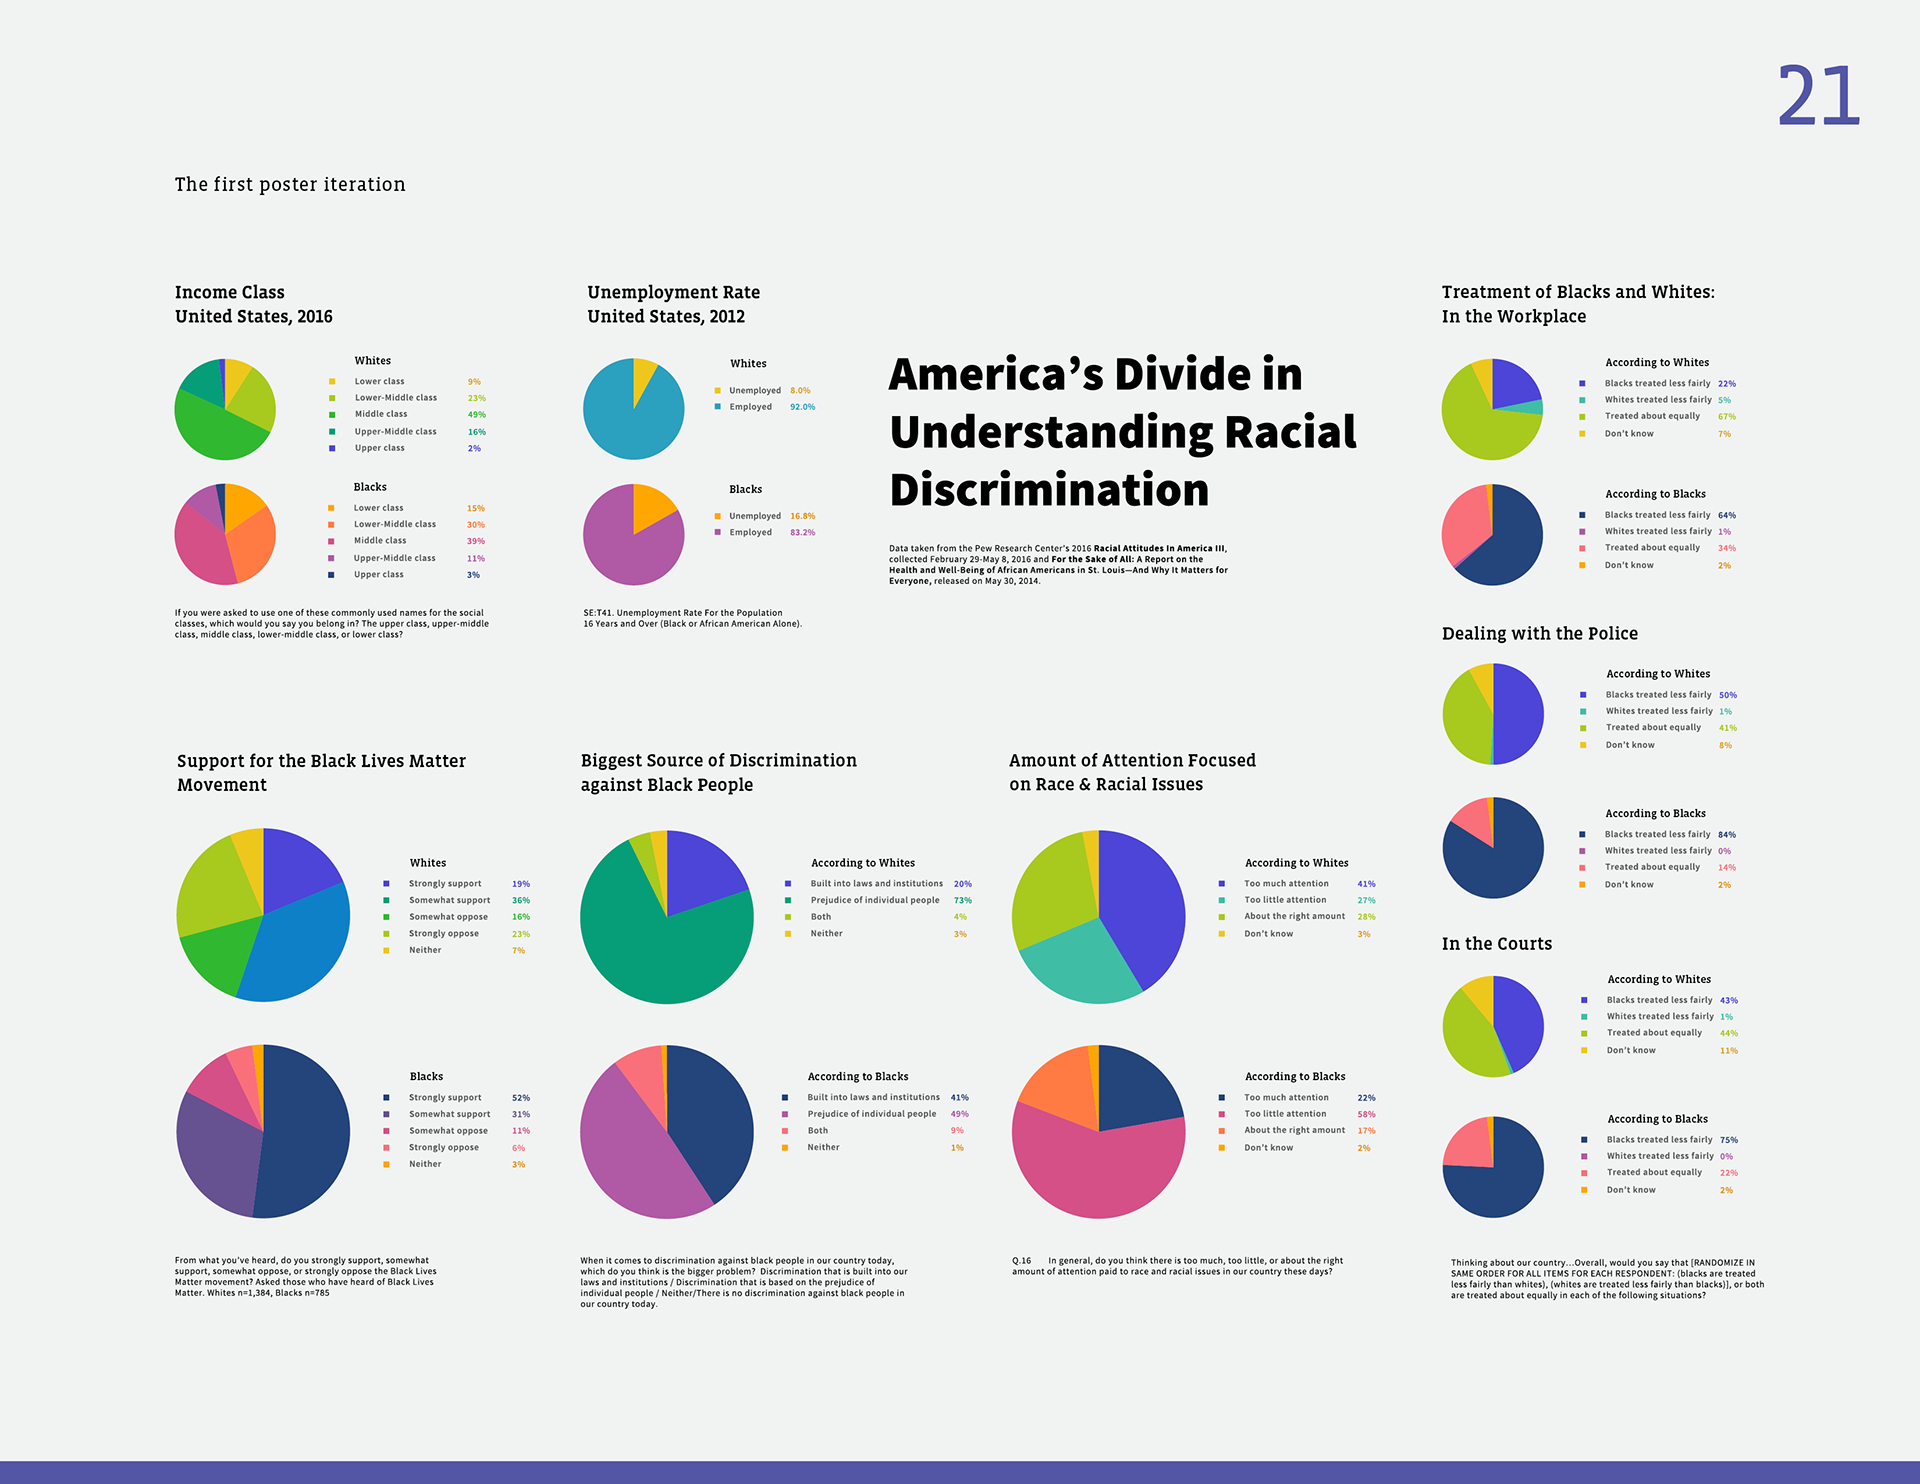 21
The first poster iteration
Income Class
United States, 2016
Whites
Lower class 9%
Lower-Middle class 23%
Middle class 49%
Upper-Middle class 16%
Upper class 2%
Blacks
Lower class 15%
Lower-Middle class 30%
Middle class 39%
Upper-Middle class 11%
Upper class 3%
If you were asked to use one of these commonly used names for the social
classes, which would you say you belong in? The upper class, upper-middle
class, middle class, lower-middle class, or lower class?
Unemployment Rate
United States, 2012
Whites
Unemployed 8.0%
Employed 92.0%
Blacks
Unemployed 16.8%
Employed 83.2%
SE:T41. Unemployment Rate For the Population
16 Years and Over (Black or African American Alone).
America's Divide in
Understanding Racial
Discrimination
Data taken from the Pew Research Center's 2016 Racial Attitudes In America III,
collected February 29-May 8, 2016 and For the Sake of All: A Report on the
Health and Well-Being of African Americans in St. Louis—And Why It Matters for
Everyone, released on May 30, 2014.
Treatment of Blacks and Whites:
In the Workplace
According to Whites
Blacks treated less fairly 22%
Whites treated less fairly 5%
Treated about equally 67%
Don't know 7%
According to Blacks
Blacks treated less fairly 64%
Whites treated less fairly 1%
Treated about equally 34%
Don't know 2%
Dealing with the Police
According to Whites
Blacks treated less fairly 50%
Whites treated less fairly 1%
Treated about equally 41%
Don't know 8%
According to Blacks
Blacks treated less fairly 84%
Whites treated less fairly 0%
Treated about equally 14%
Don't know 2%
In the Courts
According to Whites
Blacks treated less fairly 43%
Whites treated less fairly 1%
Treated about equally 44%
Don't know 11%
According to Blacks
Blacks treated less fairly 75%
Whites treated less fairly 0%
Treated about equally 22%
Don't know 2%
Thinking about our country...Overall, would you say that [RANDOMIZE IN
SAME ORDER FOR ALL ITEMS FOR EACH RESPONDENT: (blacks are treated
less fairly than whites), (whites are treated less fairly than blacks)], or both
are treated about equally in each of the following situations?
Support for the Black Lives Matter
Movement
Whites
Strongly support 19%
Somewhat support 36%
Somewhat oppose 16%
Strongly oppose 23%
Neither 7%
Blacks
Strongly support 52%
Somewhat support 31%
Somewhat oppose 11%
Strongly oppose 6%
Neither 3%
From what you've heard, do you strongly support, somewhat
support, somewhat oppose, or strongly oppose the Black Lives
Matter movement? Asked those who have heard of Black Lives
Matter. Whites n=1,384, Blacks n=785
Biggest Source of Discrimination
against Black People
According to Whites
Built into laws and institutions 20%
Prejudice of individual people 73%
Both 4%
Neither 3%
According to Blacks
Built into laws and institutions 41%
Prejudice of individual people 49%
Both 9%
Neither 1%
When it comes to discrimination against black people in our country today,
which do you think is the bigger problem? Discrimination that is built into our
laws and institutions / Discrimination that is based on the prejudice of
individual people / Neither/There is no discrimination against black people in
our country today.
Amount of Attention Focused
on Race & Racial Issues
According to Whites
Too much attention 41%
Too little attention 27%
About the right amount 28%
Don't know 3%
According to Blacks
Too much attention 22%
Too little attention 58%
About the right amount 17%
Don't know 2%
Q.16 In general, do you think there is too much, too little, or about the right
amount of attention paid to race and racial issues in our country these days?